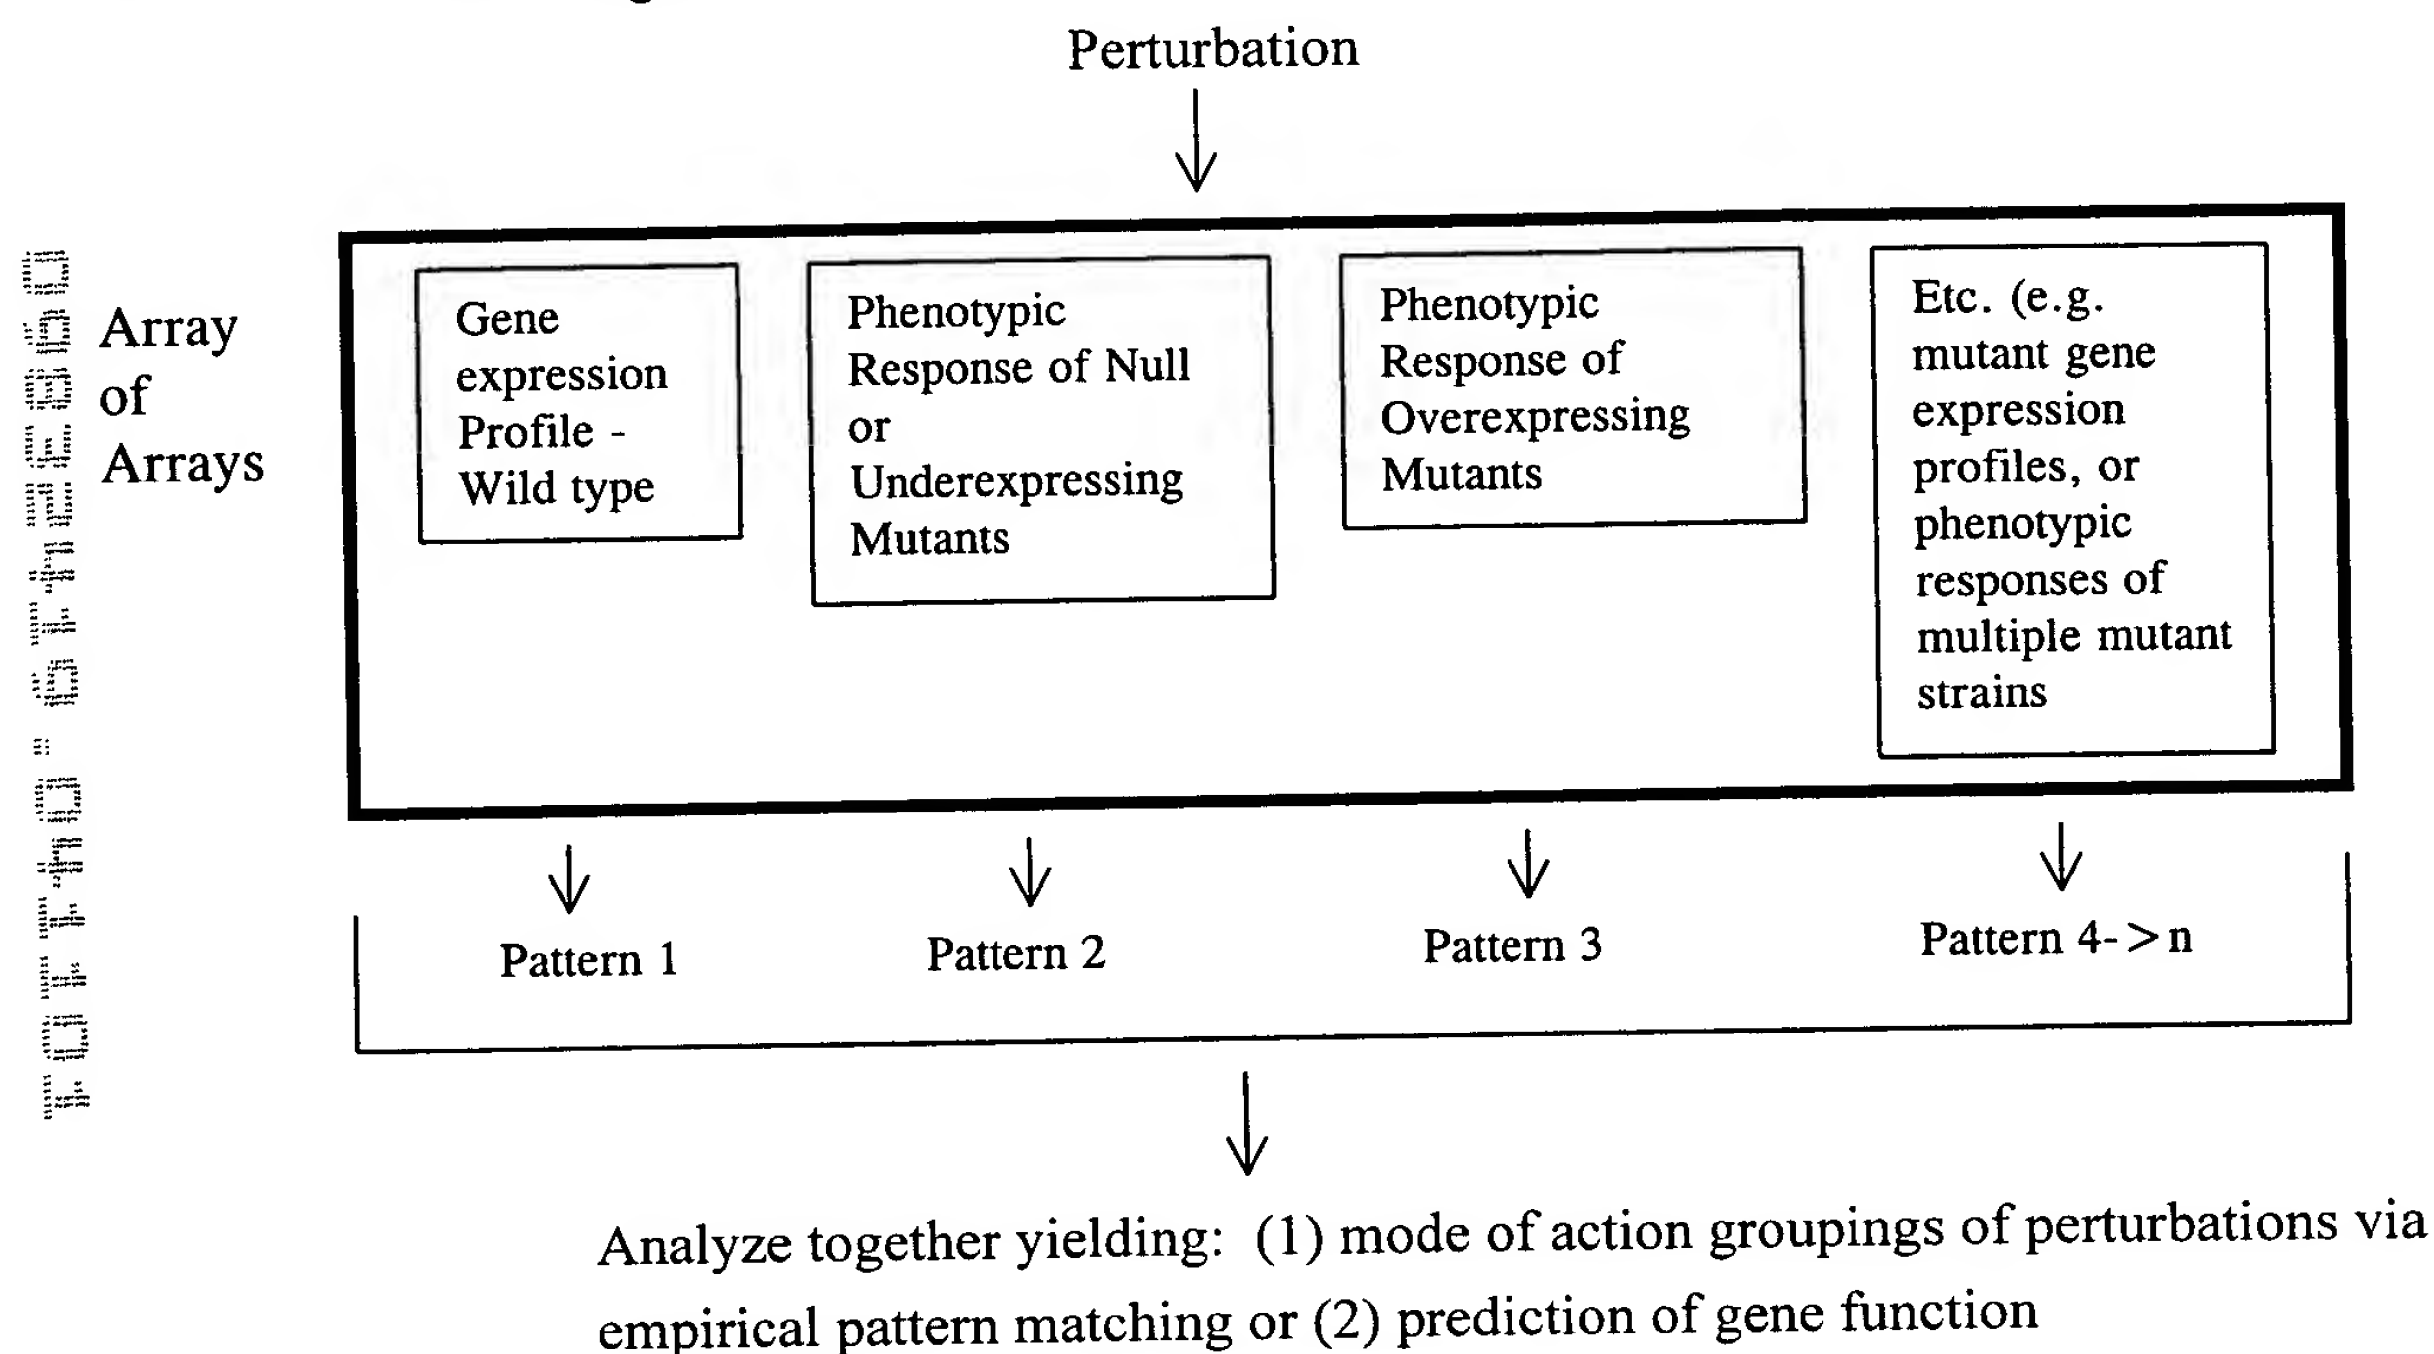 Perturbation
Array
of
Arrays
Gene
expression
Profile -
Wild type
Phenotypic
Response of Null
or
Underexpressing
Mutants
Phenotypic
Response of
Overexpressing
Mutants
Etc. (e.g.
mutant gene
expression
profiles, or
phenotypic
responses of
multiple mutant
strains
Pattern 1
Pattern 2
Pattern 3
Pattern 4->n
Analyze together yielding: (1) mode of action groupings of perturbations via
empirical pattern matching or (2) prediction of gene function